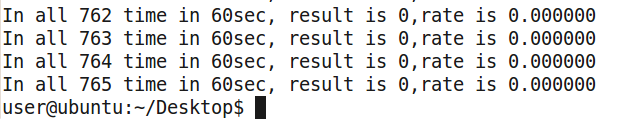 In all 762 time in 60sec, result is 0,rate is 0.000000
In all 763 time in 60sec, result is 0,rate is 0.000000
In all 764 time in 60sec, result is 0,rate is 0.000000
In all 765 time in 60sec, result is 0,rate is 0.000000
user@ubuntu:~/Desktop$